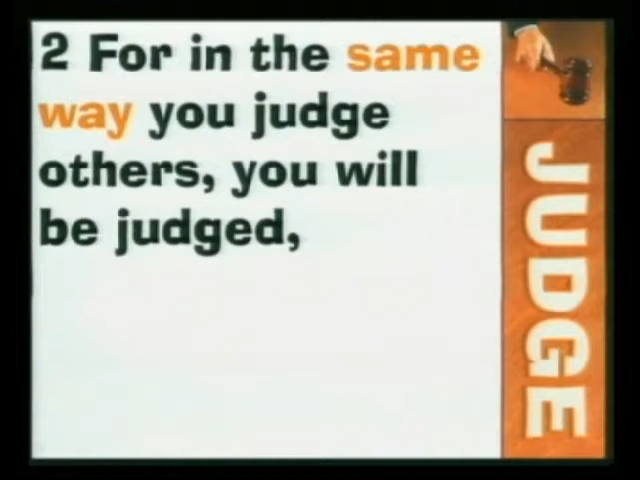 2 For in the same
way you judge
others, you will
be judged,
JUDGE